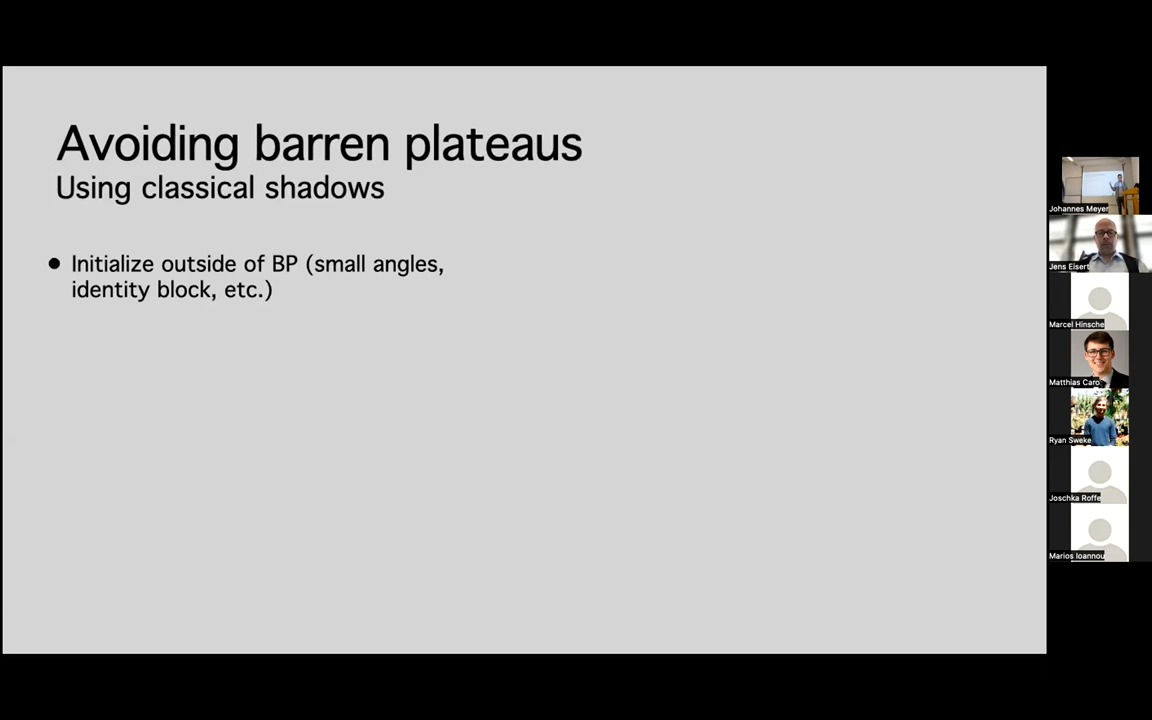 Avoiding barren plateaus
Using classical shadows
● Initialize outside of BP (small angles,
identity block, etc.)
Johannes Meyer
Jens Eisert
Marcel Hinsche
Matthias Caro
Ryan Sweke
Joschka Roffe
Marios Ioannou